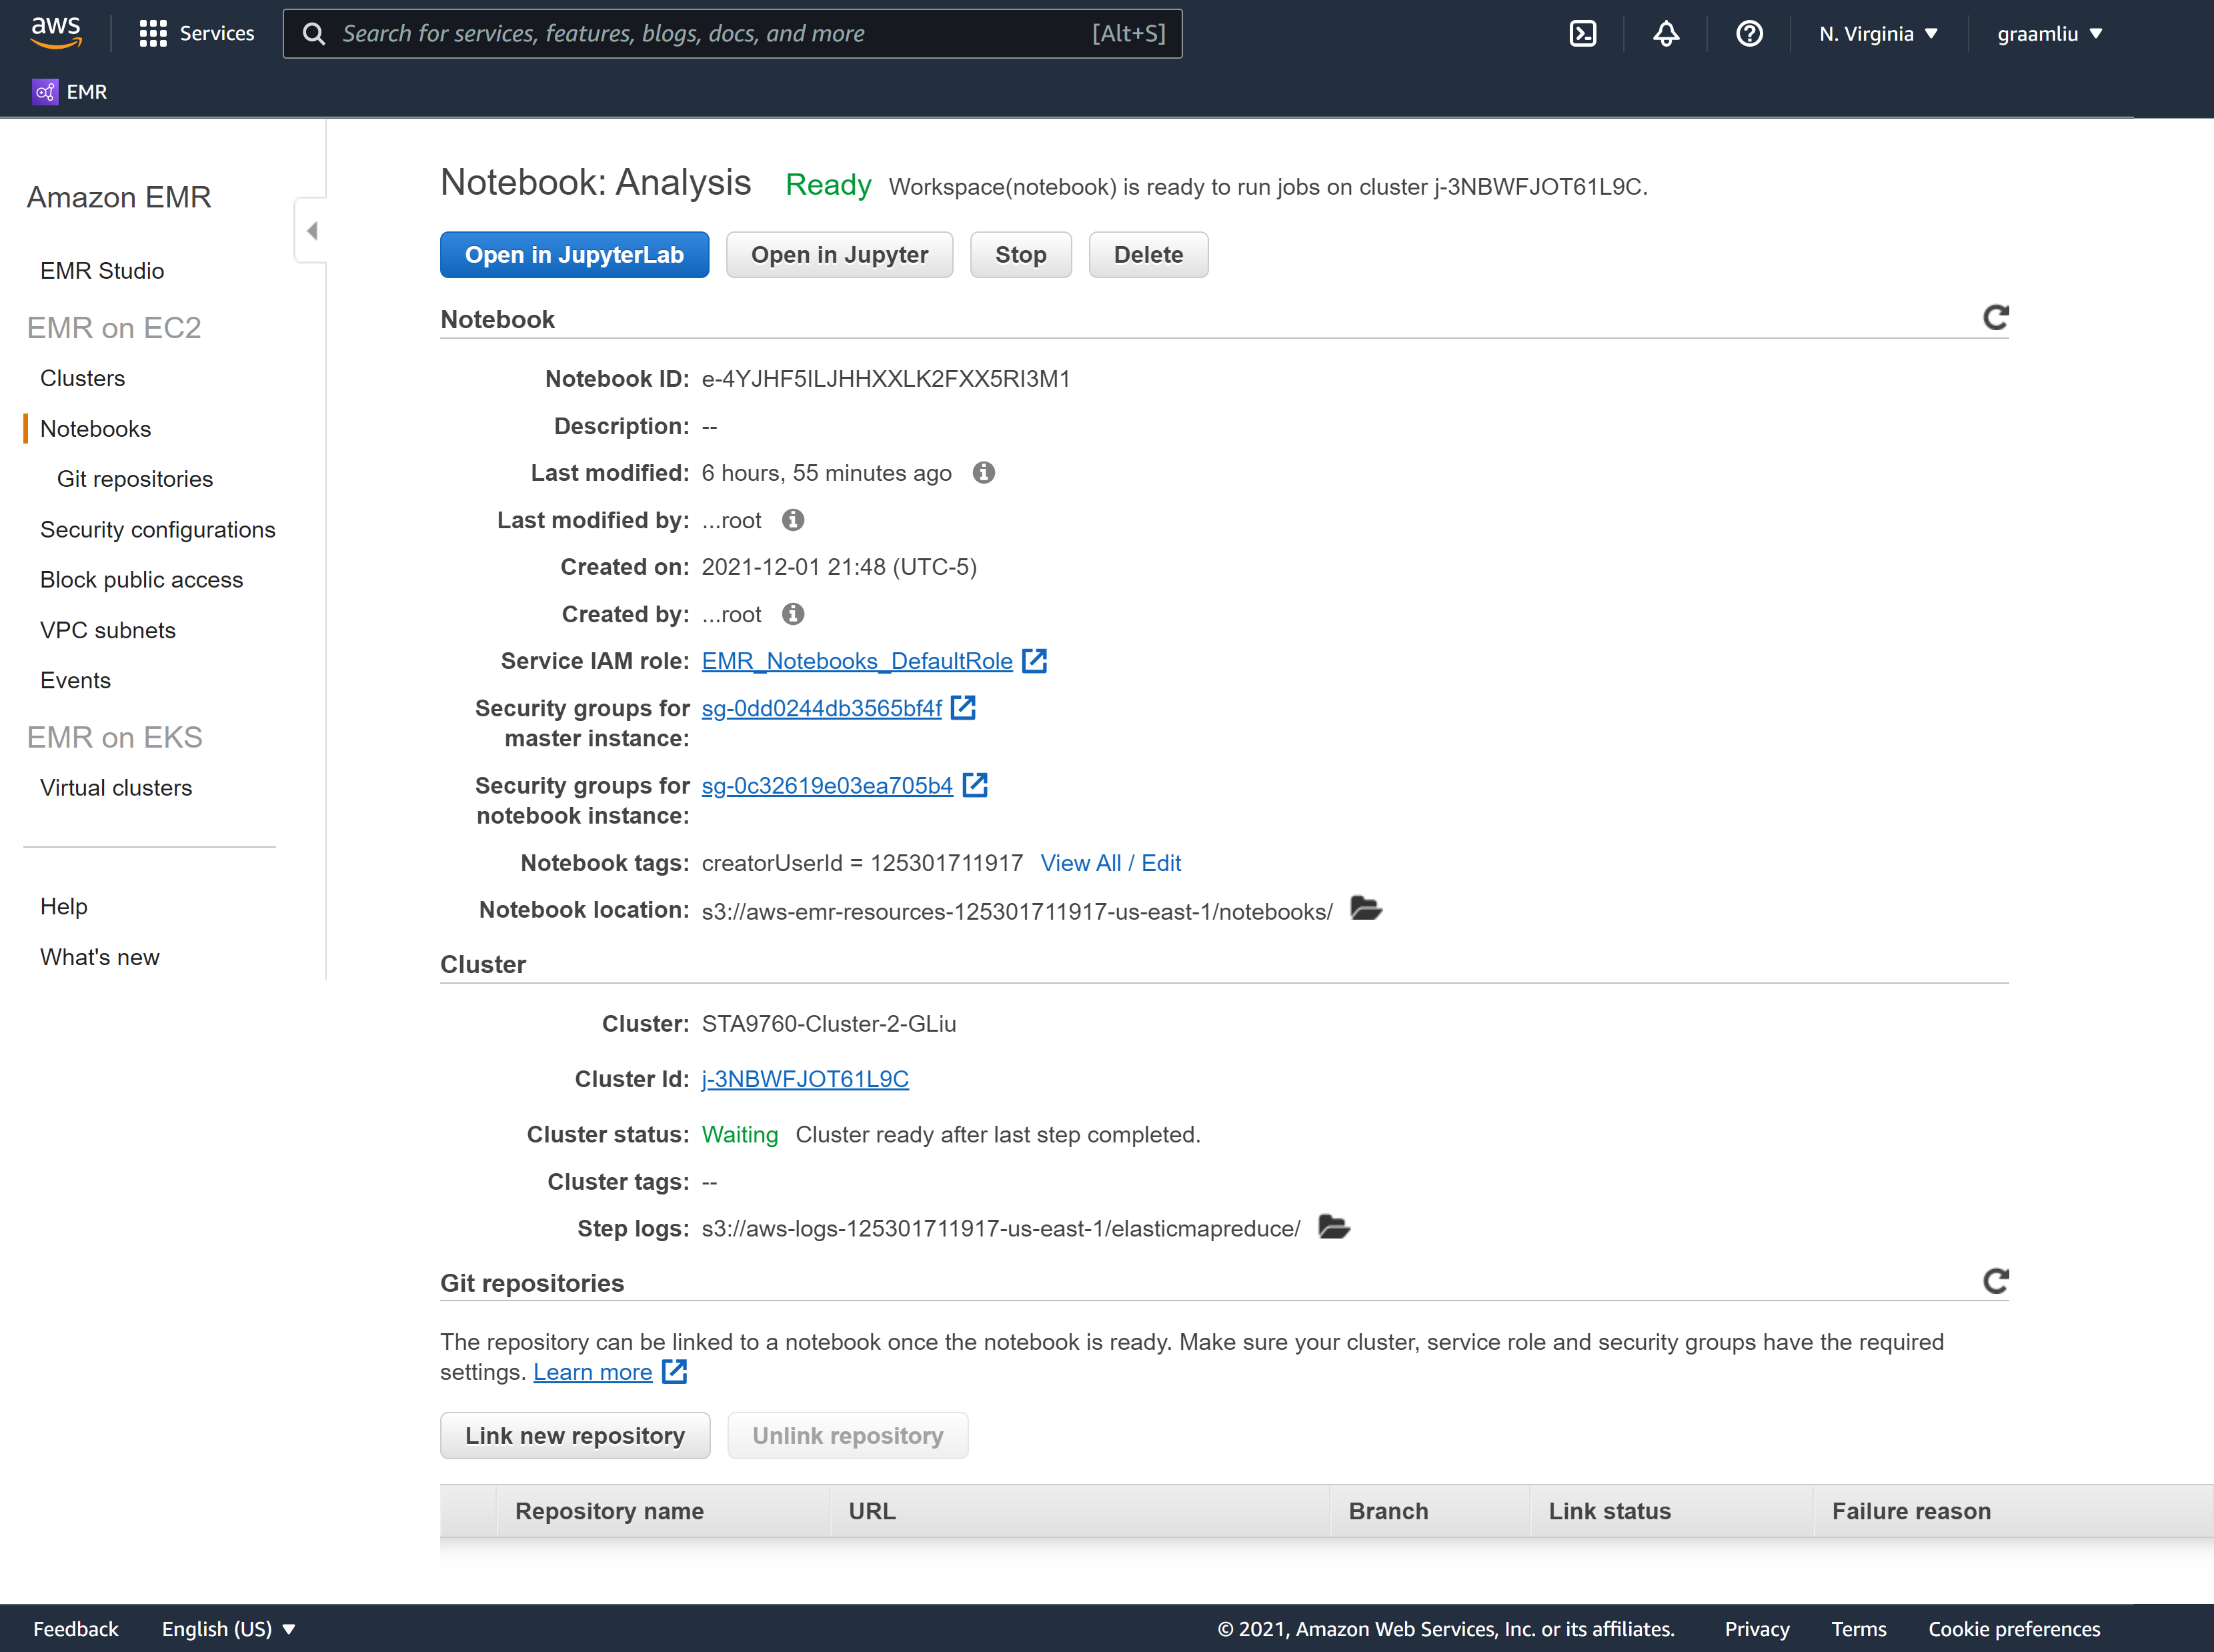 aws
Services
Search for services, features, blogs, docs, and more
[Alt+S]
N. Virginia
graamliu
EMR
Amazon EMR
EMR Studio
EMR on EC2
Clusters
Notebooks
Git repositories
Security configurations
Block public access
VPC subnets
Events
EMR on EKS
Virtual clusters
Help
What's new
Notebook: Analysis Ready Workspace(notebook) is ready to run jobs on cluster j-3NBWFJOT61L9C.
Open in JupyterLab Open in Jupyter Stop Delete
Notebook
Notebook ID: e-4YJHF5ILJHHXXLK2FXX5RI3M1
Description: --
Last modified: 6 hours, 55 minutes ago
Last modified by: ...root
Created on: 2021-12-01 21:48 (UTC-5)
Created by: ...root
Service IAM role: EMR_Notebooks_DefaultRole
Security groups for sg-0dd0244db3565bf4f
master instance:
Security groups for sg-0c32619e03ea705b4
notebook instance:
Notebook tags: creatorUserId = 125301711917 View All / Edit
Notebook location: s3://aws-emr-resources-125301711917-us-east-1/notebooks/
Cluster
Cluster: STA9760-Cluster-2-GLiu
Cluster Id: j-3NBWFJOT61L9C
Cluster status: Waiting Cluster ready after last step completed.
Cluster tags: --
Step logs: s3://aws-logs-125301711917-us-east-1/elasticmapreduce/
Git repositories
The repository can be linked to a notebook once the notebook is ready. Make sure your cluster, service role and security groups have the required
settings. Learn more
Link new repository Unlink repository
Repository name URL Branch Link status Failure reason
Feedback English (US) © 2021, Amazon Web Services, Inc. or its affiliates. Privacy Terms Cookie preferences